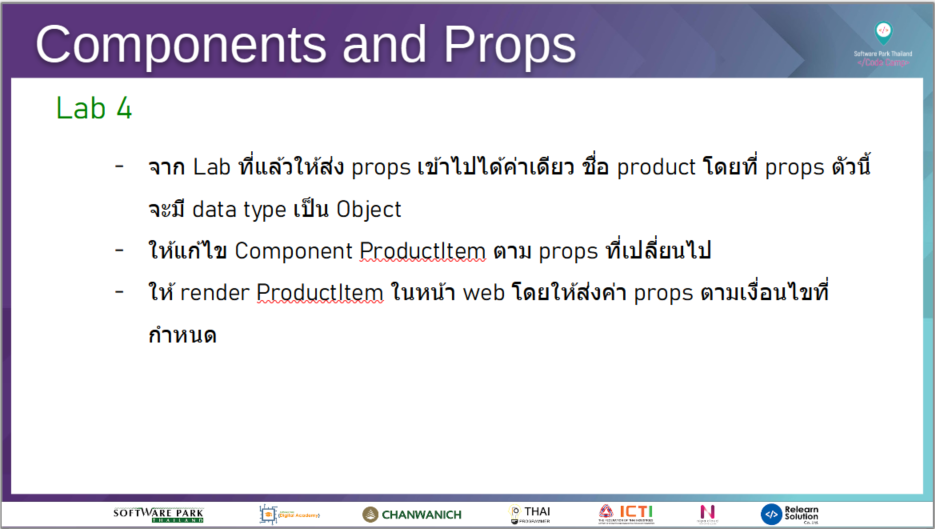 Components and Props
Software Park Thailand
Lab 4
- จาก Lab ที่แล้วให้ส่ง props เข้าไปได้ค่าเดียว ชื่อ product โดยที่ props ตัวนี้
จะมี data type เป็น Object
- ให้แก้ไข Component ProductItem ตาม props ที่เปลี่ยนไป
- ให้ render ProductItem ในหน้า web โดยให้ส่งค่า props ตามเงื่อนไขที่
กำหนด
SOFTWARE PARK
THAILAND
Digital Academy
CHANWANICH
THAI
PROGRAMMER
ICTI
Relearn
Solution
Co.,Ltd